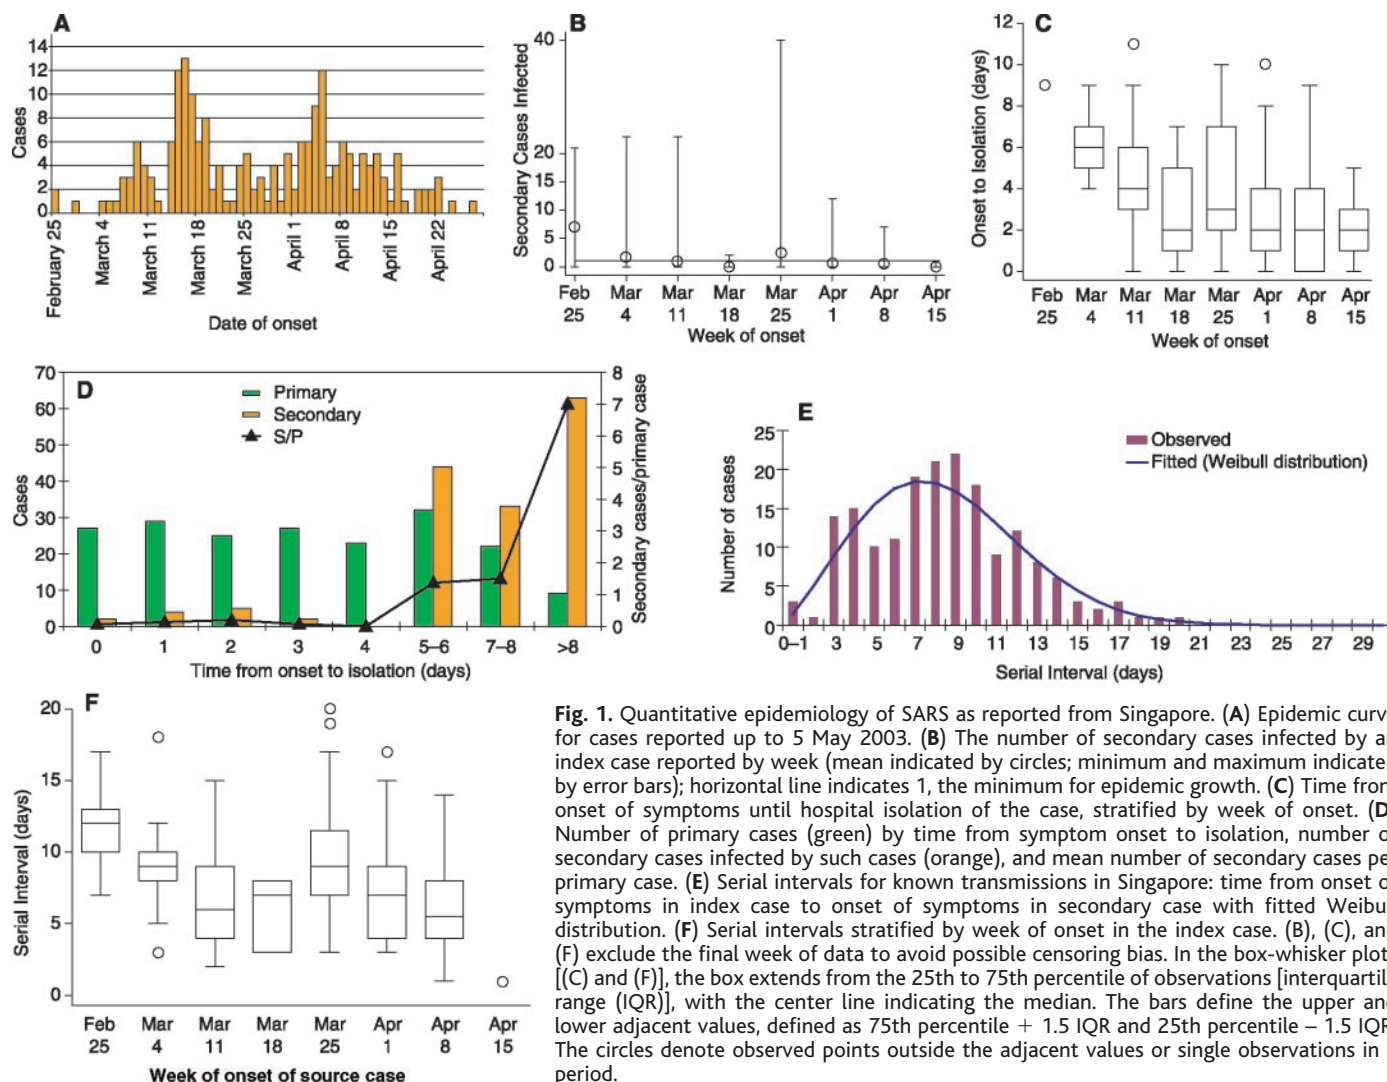 A
14
12
10
8
6
4
2
0
Cases
February 25
March 4
March 11
March 18
March 25
April 1
April 8
April 15
April 22
Date of onset
B
40
20
15
10
5
0
Secondary Cases Infected
Feb 25
Mar 4
Mar 11
Mar 18
Mar 25
Apr 1
Apr 8
Apr 15
Week of onset
C
12
10
8
6
4
2
0
Onset to Isolation (days)
Feb 25
Mar 4
Mar 11
Mar 18
Mar 25
Apr 1
Apr 8
Apr 15
Week of onset
D
70
60
50
40
30
20
10
0
Cases
Primary
Secondary
S/P
8
7
6
5
4
3
2
1
0
Secondary cases/primary case
0 1 2 3 4 5–6 7–8 >8
Time from onset to isolation (days)
E
25
20
15
10
5
0
Number of cases
Observed
Fitted (Weibull distribution)
0–1 3 5 7 9 11 13 15 17 19 21 23 25 27 29
Serial Interval (days)
F
20
15
10
5
0
Serial Interval (days)
Feb 25
Mar 4
Mar 11
Mar 18
Mar 25
Apr 1
Apr 8
Apr 15
Week of onset of source case
Fig. 1. Quantitative epidemiology of SARS as reported from Singapore. (A) Epidemic curv
for cases reported up to 5 May 2003. (B) The number of secondary cases infected by a
index case reported by week (mean indicated by circles; minimum and maximum indicate
by error bars); horizontal line indicates 1, the minimum for epidemic growth. (C) Time from
onset of symptoms until hospital isolation of the case, stratified by week of onset. (D
Number of primary cases (green) by time from symptom onset to isolation, number o
secondary cases infected by such cases (orange), and mean number of secondary cases pe
primary case. (E) Serial intervals for known transmissions in Singapore: time from onset o
symptoms in index case to onset of symptoms in secondary case with fitted Weibu
distribution. (F) Serial intervals stratified by week of onset in the index case. (B), (C), an
(F) exclude the final week of data to avoid possible censoring bias. In the box-whisker plot
[(C) and (F)], the box extends from the 25th to 75th percentile of observations [interquartil
range (IQR)], with the center line indicating the median. The bars define the upper an
lower adjacent values, defined as 75th percentile + 1.5 IQR and 25th percentile – 1.5 IQR
The circles denote observed points outside the adjacent values or single observations in
period.